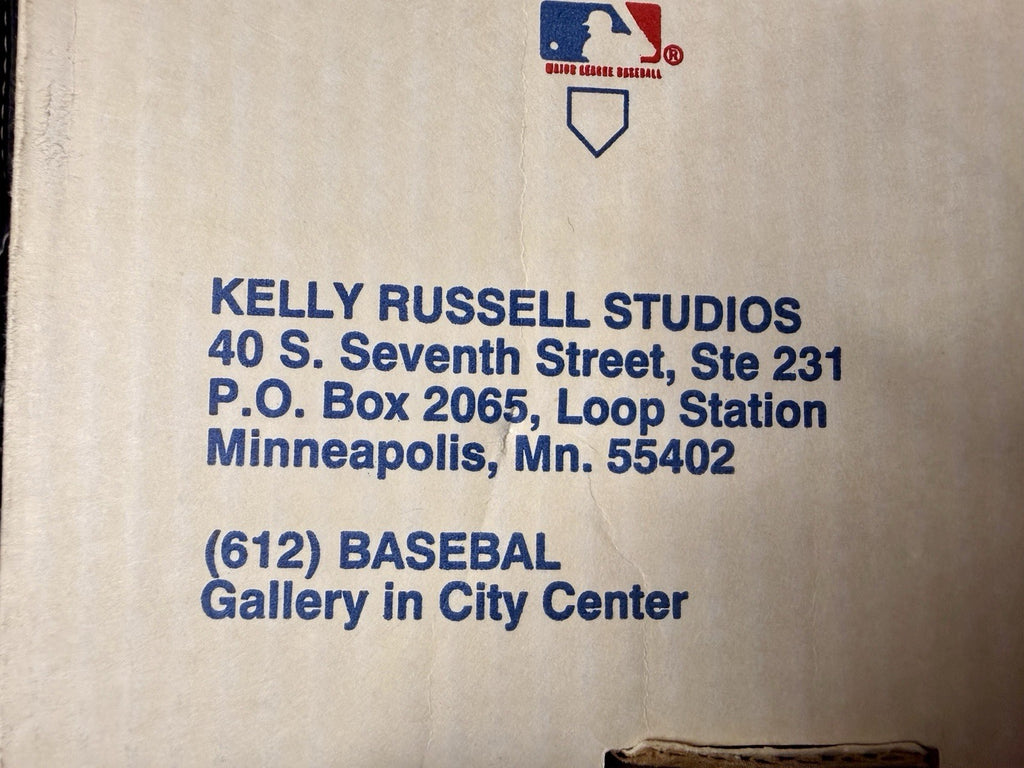 MAJOR LEAGUE BASEBALL ®
KELLY RUSSELL STUDIOS
40 S. Seventh Street, Ste 231
P.O. Box 2065, Loop Station
Minneapolis, Mn. 55402
(612) BASEBAL
Gallery in City Center